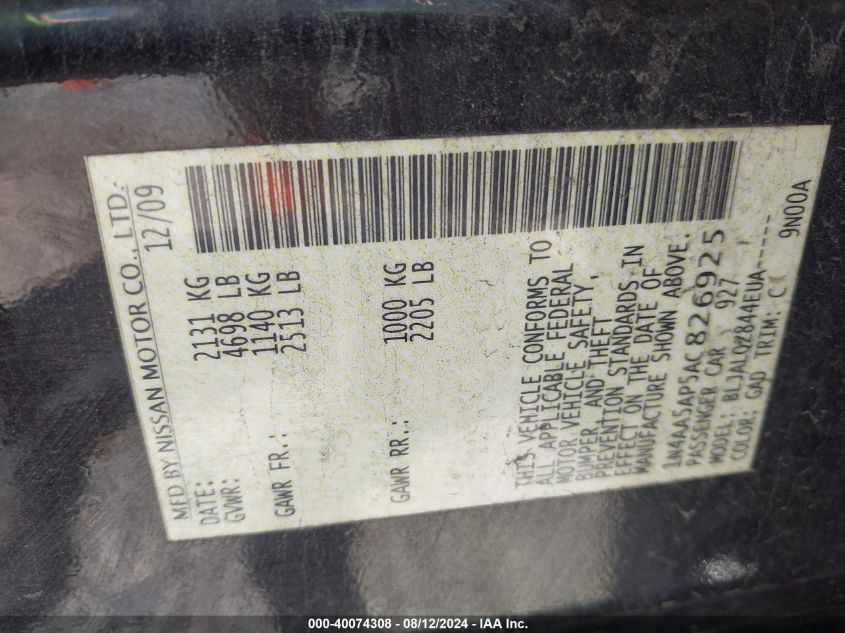 MFD BY NISSAN MOTOR CO., LTD.
DATE: 12/09
GVWR: 2131 KG
4698 LB
GAWR FR.: 1140 KG
2513 LB
GAWR RR.: 1000 KG
2205 LB
THIS VEHICLE CONFORMS TO
ALL APPLICABLE FEDERAL
MOTOR VEHICLE SAFETY,
BUMPER, AND THEFT
PREVENTION STANDARDS IN
EFFECT ON THE DATE OF
MANUFACTURE SHOWN ABOVE.
1N4AA5AP5AC826925
PASSENGER CAR 927
MODEL: BLJALQZ844EUA-----
COLOR: GAD TRIM: C 9N00A
000-40074308 - 08/12/2024 - IAA Inc.